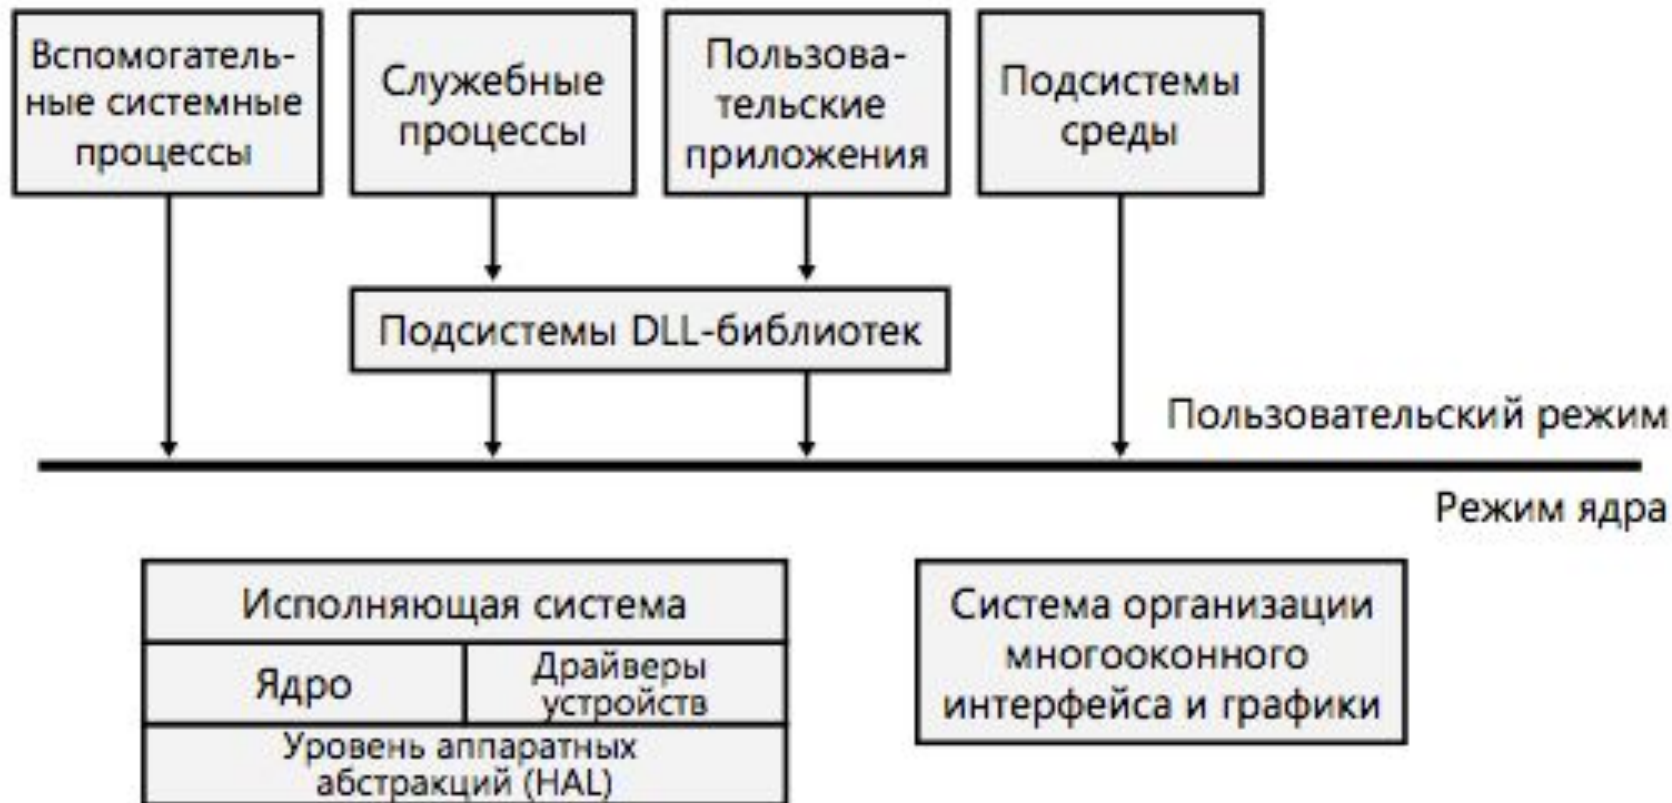 Вспомогатель-
ные системные
процессы
Служебные
процессы
Пользова-
тельские
приложения
Подсистемы
среды
Подсистемы DLL-библиотек
Пользовательский режим
Режим ядра
Исполняющая система
Ядро
Драйверы
устройств
Уровень аппаратных
абстракций (HAL)
Система организации
многооконного
интерфейса и графики